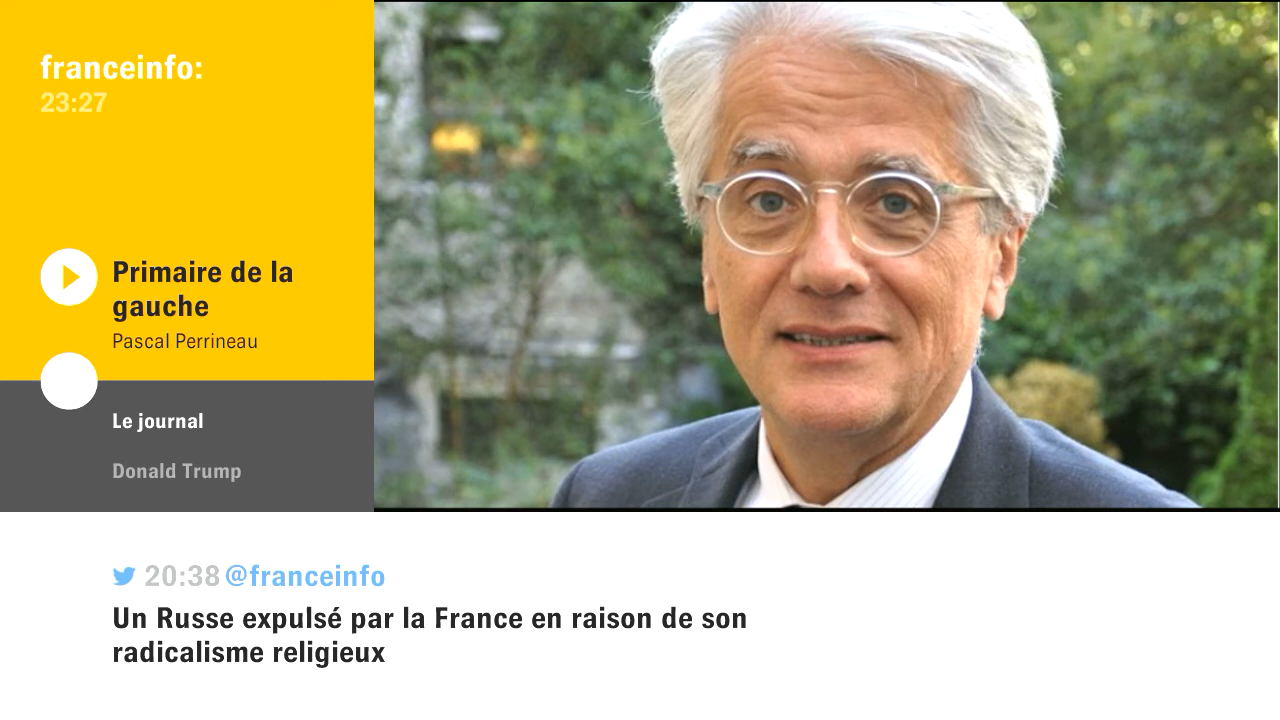 franceinfo:
23:27
Primaire de la
gauche
Pascal Perrineau
Le journal
Donald Trump
20:38 @franceinfo
Un Russe expulsé par la France en raison de son
radicalisme religieux